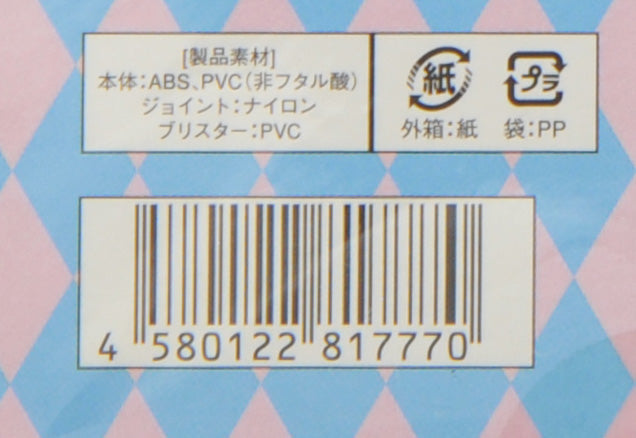 [製品素材]
本体:ABS、PVC(非フタル酸)
ジョイント:ナイロン
ブリスター:PVC
紙
プラ
外箱:紙 袋:PP
4 580122 817770